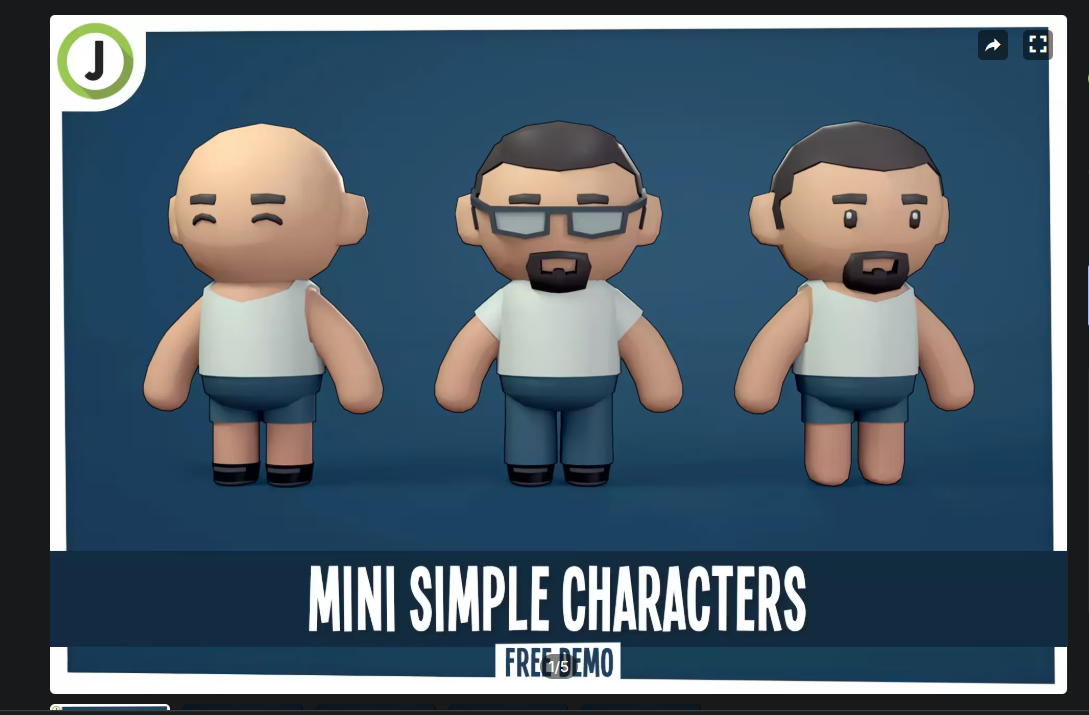 J
MINI SIMPLE CHARACTERS
FREE DEMO
1/5